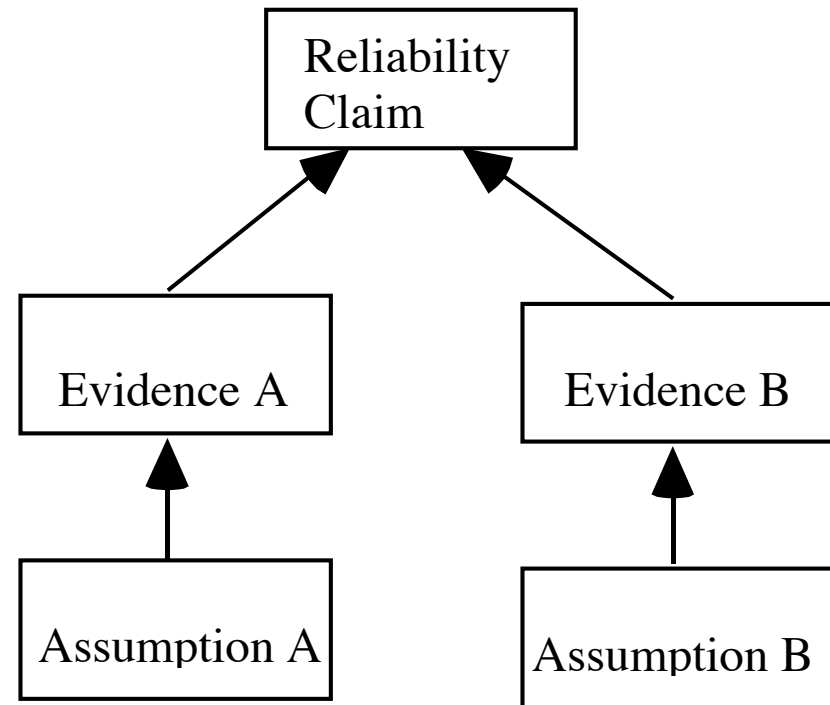 Reliability
Claim
Evidence A
Evidence B
Assumption A
Assumption B